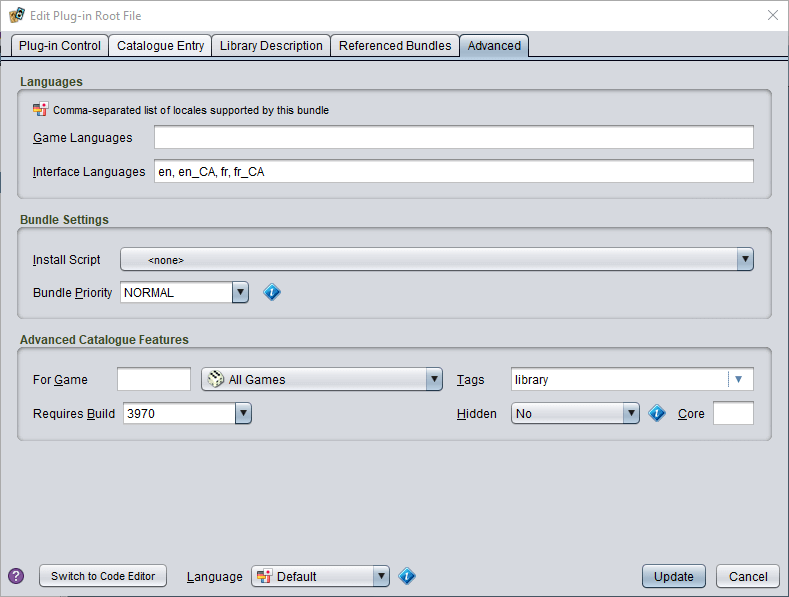 Edit Plug-in Root File
Plug-in Control Catalogue Entry Library Description Referenced Bundles Advanced
Languages
Comma-separated list of locales supported by this bundle
Game Languages
Interface Languages en, en_CA, fr, fr_CA
Bundle Settings
Install Script <none>
Bundle Priority NORMAL
Advanced Catalogue Features
For Game All Games Tags library
Requires Build 3970 Hidden No Core
Switch to Code Editor Language Default Update Cancel